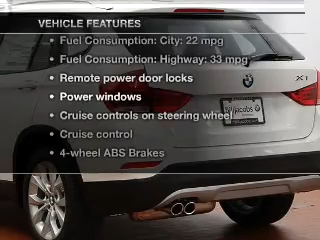 VEHICLE FEATURES
Fuel Consumption: City: 22 mpg
Fuel Consumption: Highway: 33 mpg
Remote power door locks
Power windows
Cruise controls on steering wheel
Cruise control
4-wheel ABS Brakes
X1
jacobs